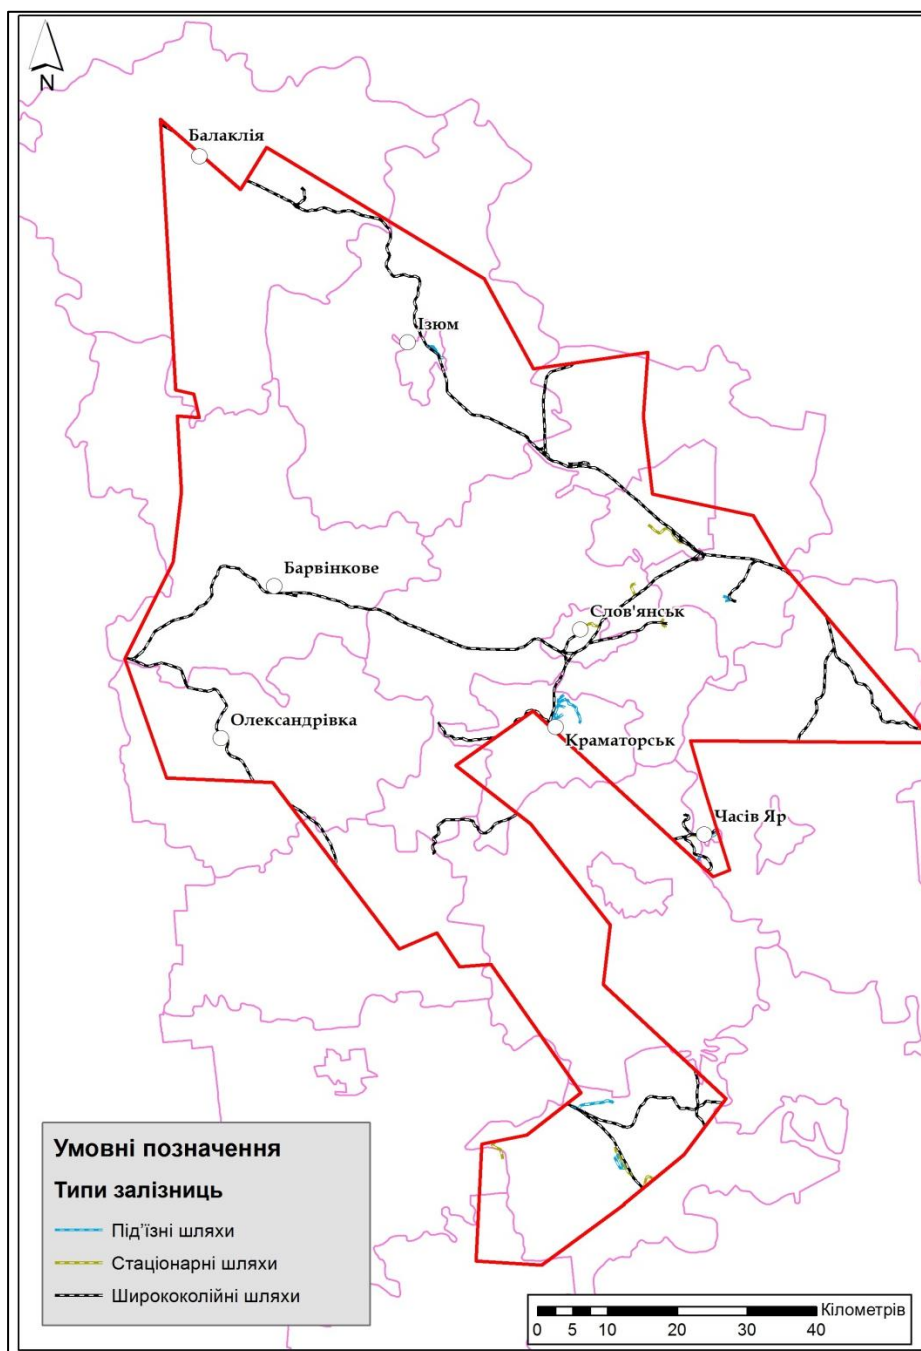 N
Балаклія
Ізюм
Барвінкове
Слов'янськ
Олександрівка
Краматорськ
Часів Яр
Умовні позначення
Типи залізниць
Під'їзні шляхи
Стаціонарні шляхи
Ширококолійні шляхи
Кілометрів
0 5 10 20 30 40